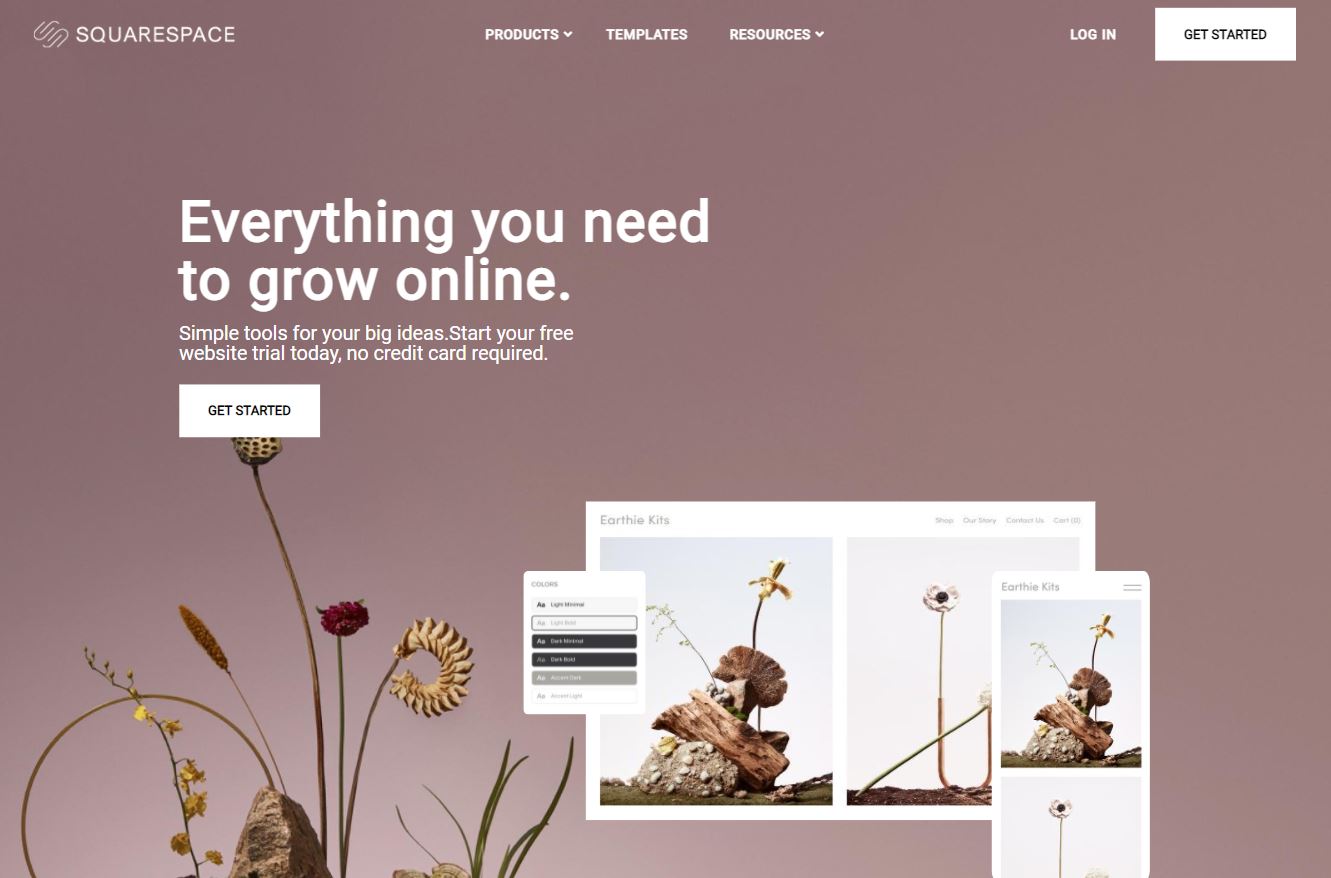 SQUARESPACE
PRODUCTS
TEMPLATES
RESOURCES
LOG IN
GET STARTED
Everything you need
to grow online.
Simple tools for your big ideas.Start your free
website trial today, no credit card required.
GET STARTED
Earthie Kits
Shop Our Story Contact Us Cart (0)
COLORS
Aa Light Minimal
Aa Light Bold
Aa Dark Minimal
Aa Dark Bold
Aa Accent Dark
Aa Accent Light
Earthie Kits